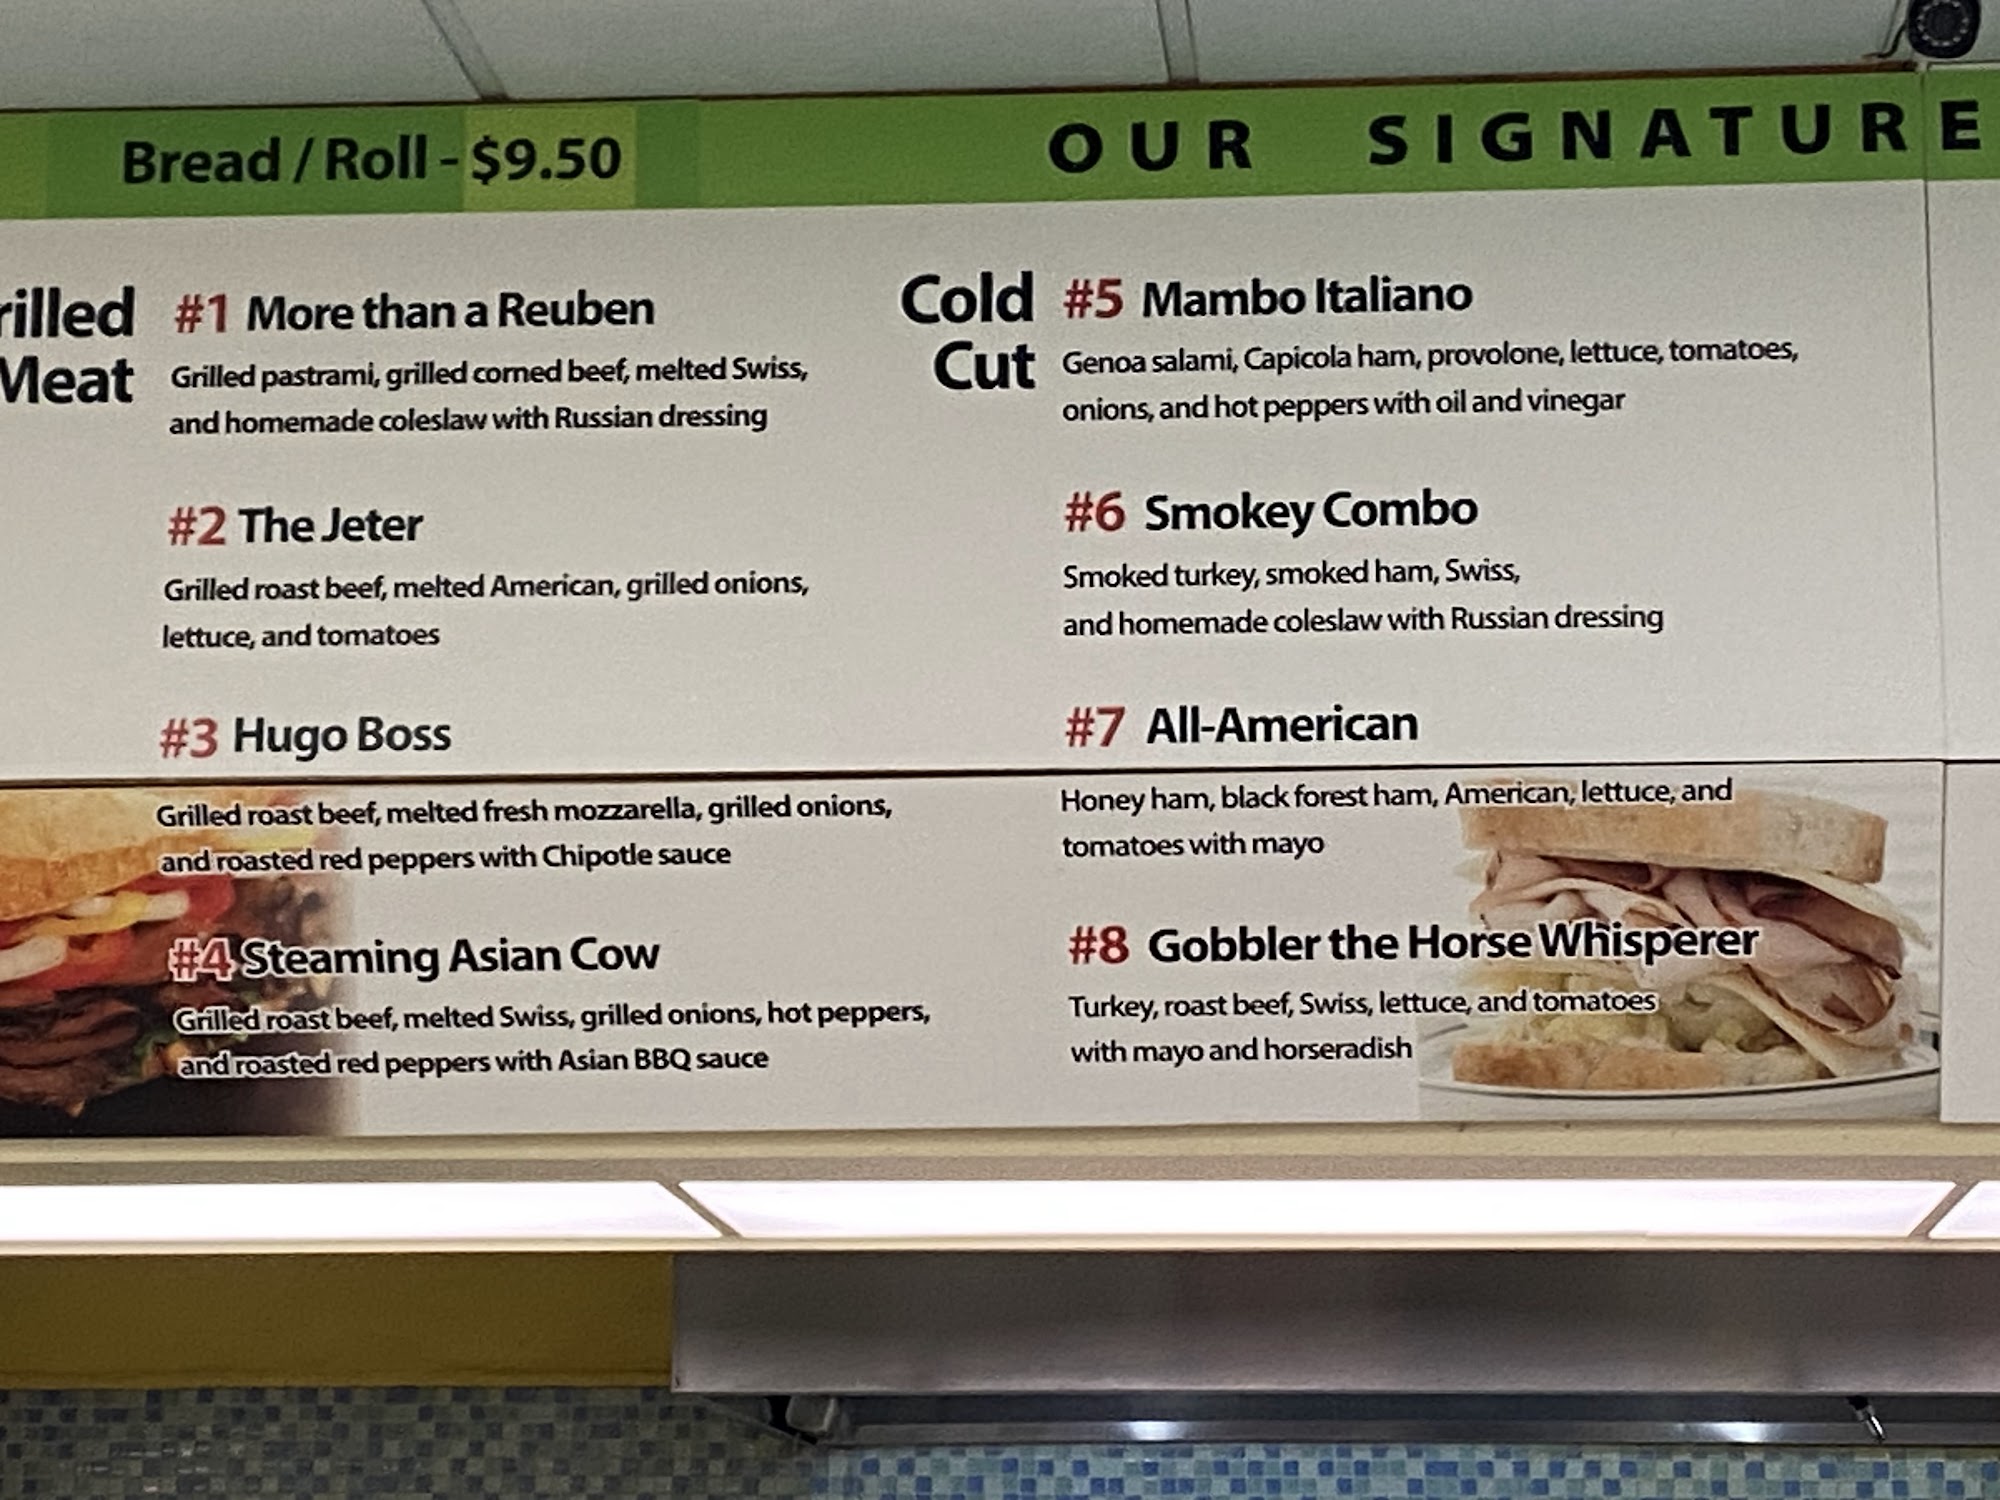 Bread / Roll - $9.50
OUR SIGNATURE
rilled
Meat
#1 More than a Reuben
Grilled pastrami, grilled corned beef, melted Swiss,
and homemade coleslaw with Russian dressing
#2 The Jeter
Grilled roast beef, melted American, grilled onions,
lettuce, and tomatoes
#3 Hugo Boss
Grilled roast beef, melted fresh mozzarella, grilled onions,
and roasted red peppers with Chipotle sauce
#4 Steaming Asian Cow
Grilled roast beef, melted Swiss, grilled onions, hot peppers,
and roasted red peppers with Asian BBQ sauce
Cold
Cut
#5 Mambo Italiano
Genoa salami, Capicola ham, provolone, lettuce, tomatoes,
onions, and hot peppers with oil and vinegar
#6 Smokey Combo
Smoked turkey, smoked ham, Swiss,
and homemade coleslaw with Russian dressing
#7 All-American
Honey ham, black forest ham, American, lettuce, and
tomatoes with mayo
#8 Gobbler the Horse Whisperer
Turkey, roast beef, Swiss, lettuce, and tomatoes
with mayo and horseradish